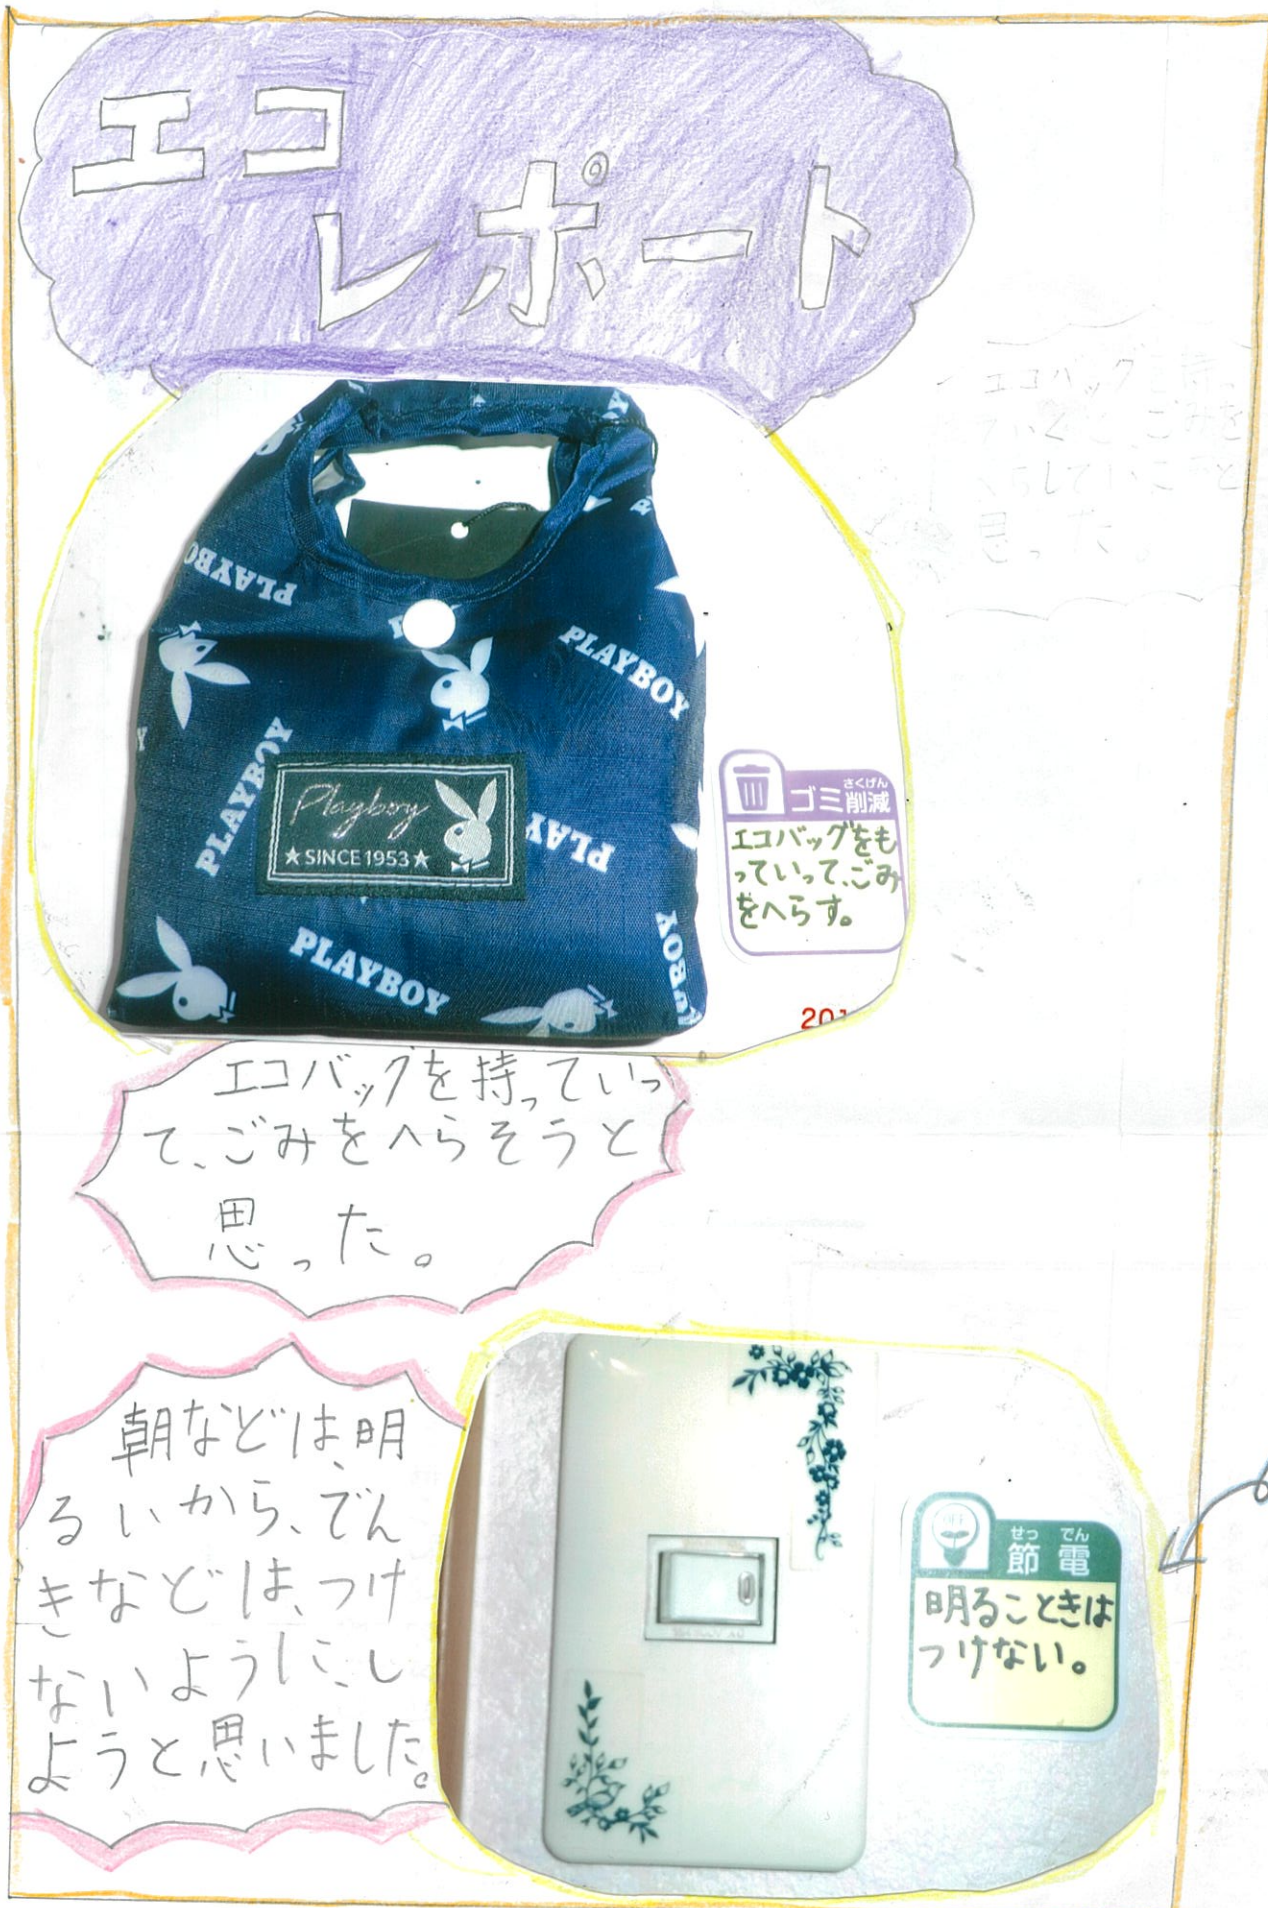 エコ
レポート
PLAYBOY
PLAYBOY
PLAYBOY
Playboy
★SINCE 1953★
PLAYBOY
PLAYBOY
さくげん
ゴミ削減
エコバッグをも
っていって、ごみ
をへらす。
201
エコバッグを持っていっ
て、ごみをへらそうと
思った。
朝などは、明
るいから、でん
きなどは、つけ
ないように、し
ようと思いました。
せつ でん
節電
明ることきは
つけない。